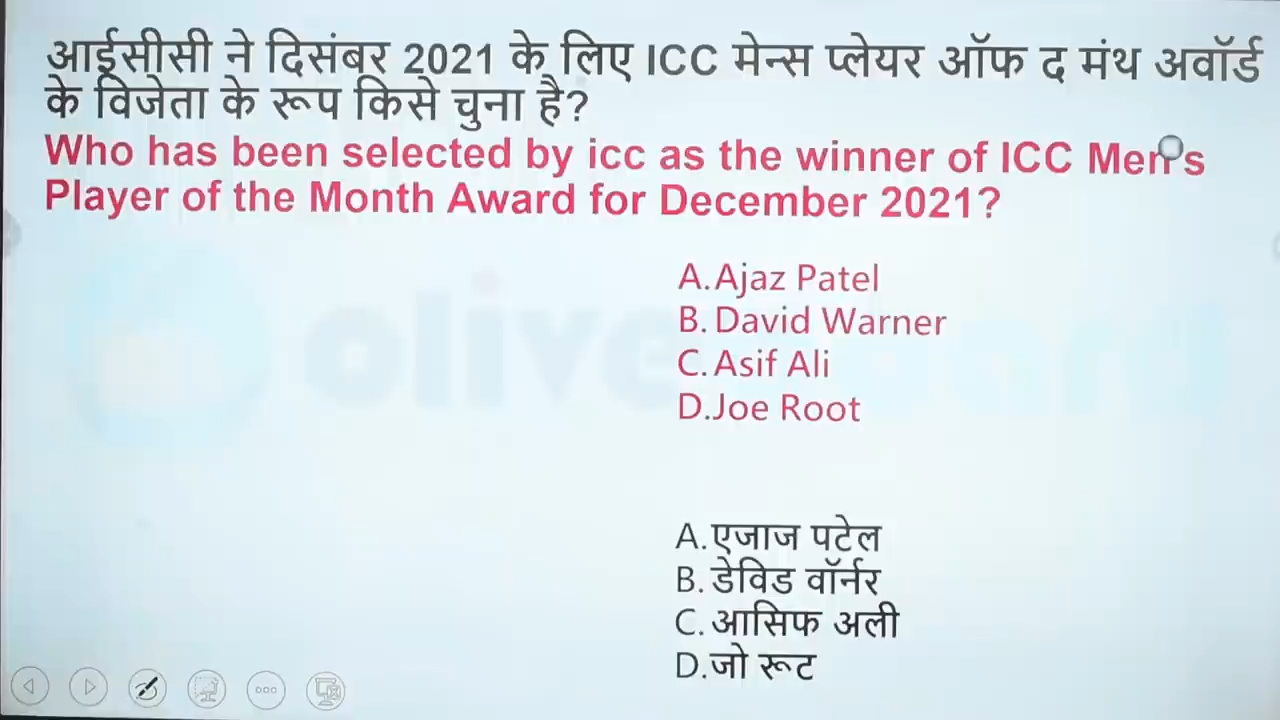 आईसीसी ने दिसंबर 2021 के लिए ICC मेन्स प्लेयर ऑफ द मंथ अवॉर्ड
के विजेता के रूप किसे चुना है?
Who has been selected by icc as the winner of ICC Men's
Player of the Month Award for December 2021?
A.Ajaz Patel
B. David Warner
C. Asif Ali
D.Joe Root
A.एजाज पटेल
B. डेविड वॉर्नर
C. आसिफ अली
D.जो रूट